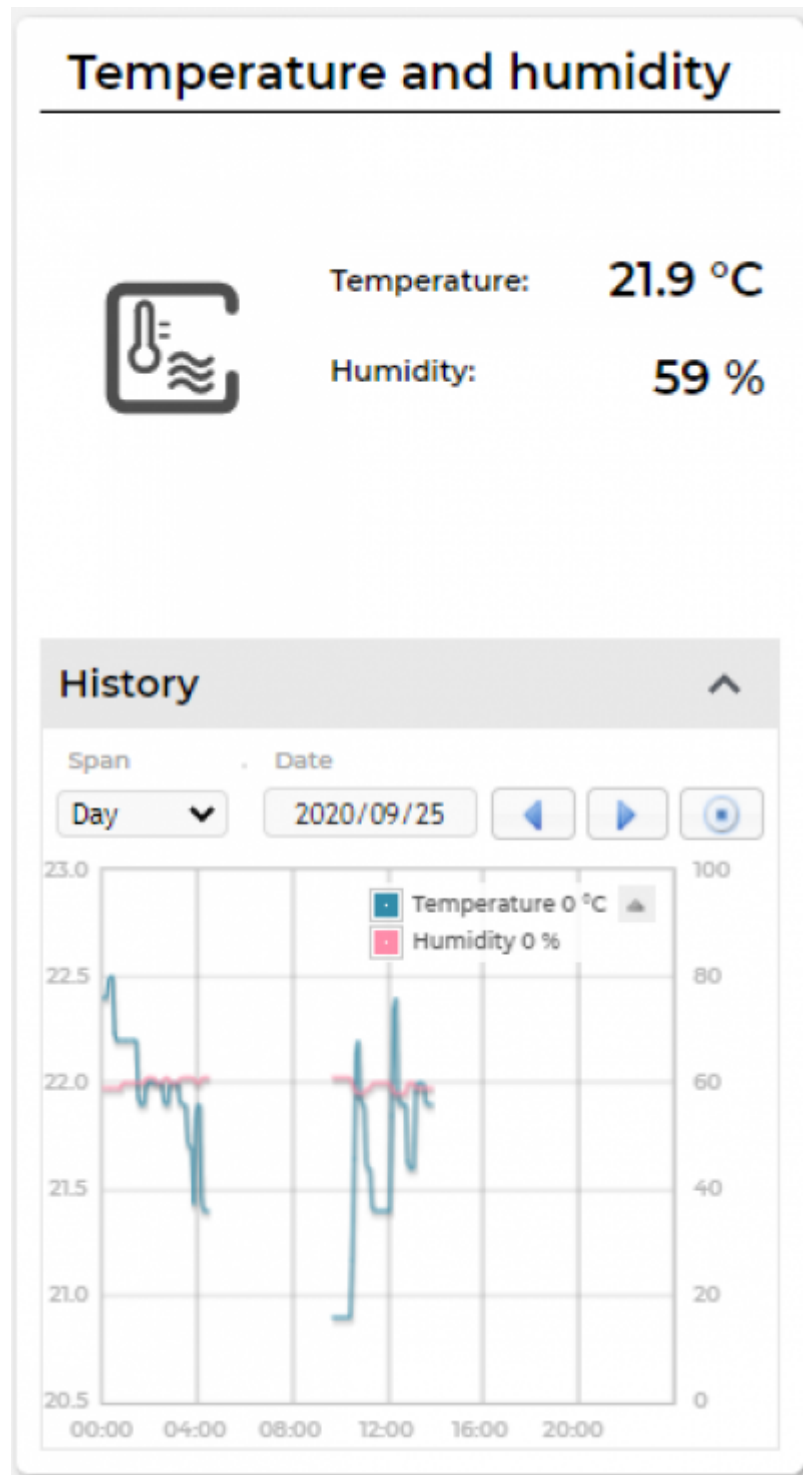 Temperature and humidity
Temperature: 21.9 °C
Humidity: 59 %
History
Span . Date
Day 2020/09/25
23.0 100
Temperature 0 °C
Humidity 0 %
22.5 80
22.0 60
21.5 40
21.0 20
20.5 0
00:00 04:00 08:00 12:00 16:00 20:00